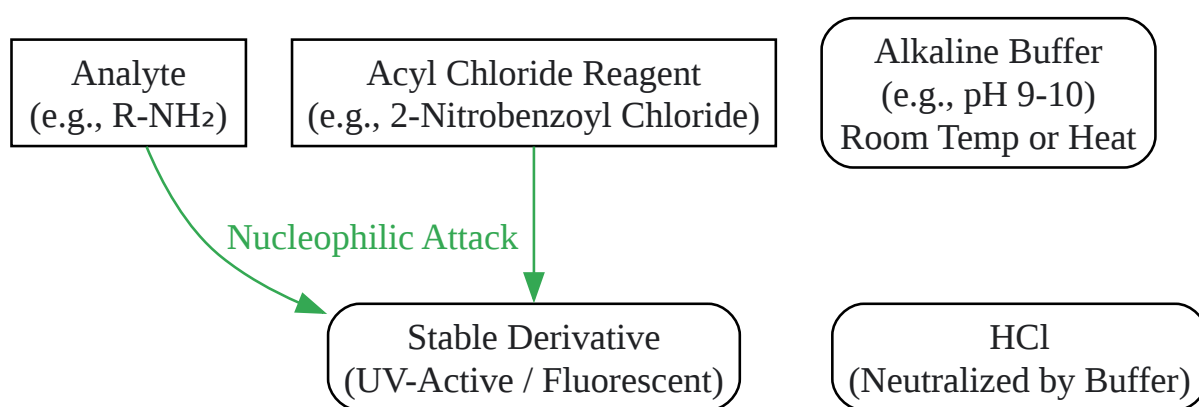 Analyte
(e.g., R-NH₂)
Acyl Chloride Reagent
(e.g., 2-Nitrobenzoyl Chloride)
Alkaline Buffer
(e.g., pH 9-10)
Room Temp or Heat
Nucleophilic Attack
Stable Derivative
(UV-Active / Fluorescent)
HCl
(Neutralized by Buffer)